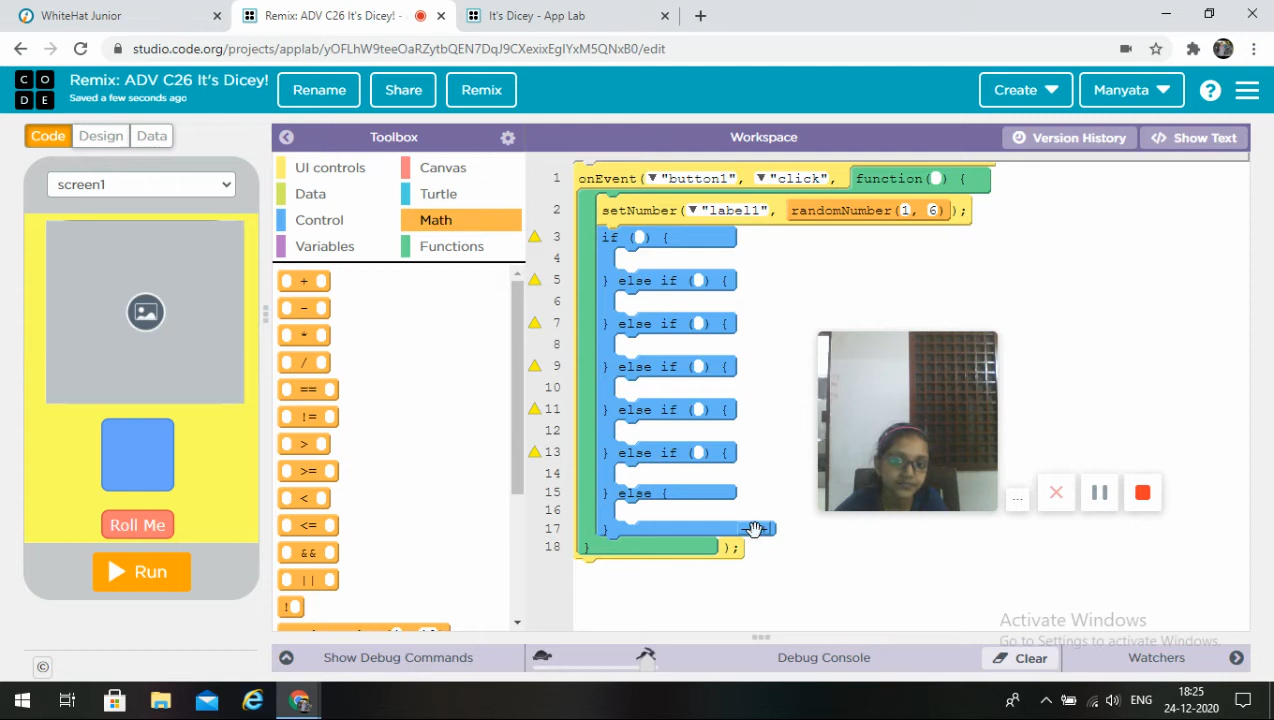 WhiteHat Junior
Remix: ADV C26 It's Dicey! -
It's Dicey - App Lab
studio.code.org/projects/applab/yOFLhW9teeOaRZytbQEN7DqJ9CXexixEgIYxM5QNxB0/edit
C O D E
Remix: ADV C26 It's Dicey!
Saved a few seconds ago
Rename
Share
Remix
Create
Manyata
?
Code
Design
Data
Toolbox
Workspace
Version History
</> Show Text
screen1
UI controls
Canvas
Data
Turtle
Control
Math
Variables
Functions
+
-
*
/
==
!=
>
>=
<
<=
&&
||
!
1 onEvent( "button1", "click", function( ) {
2 setNumber( "label1", randomNumber(1, 6) );
3 if ( ) {
4
5 } else if ( ) {
6
7 } else if ( ) {
8
9 } else if ( ) {
10
11 } else if ( ) {
12
13 } else if ( ) {
14
15 } else {
16
17 }
18 } );
Roll Me
Run
...
Activate Windows
Go to Settings to activate Windows.
©
Show Debug Commands
Debug Console
Clear
Watchers
ENG
18:25
24-12-2020